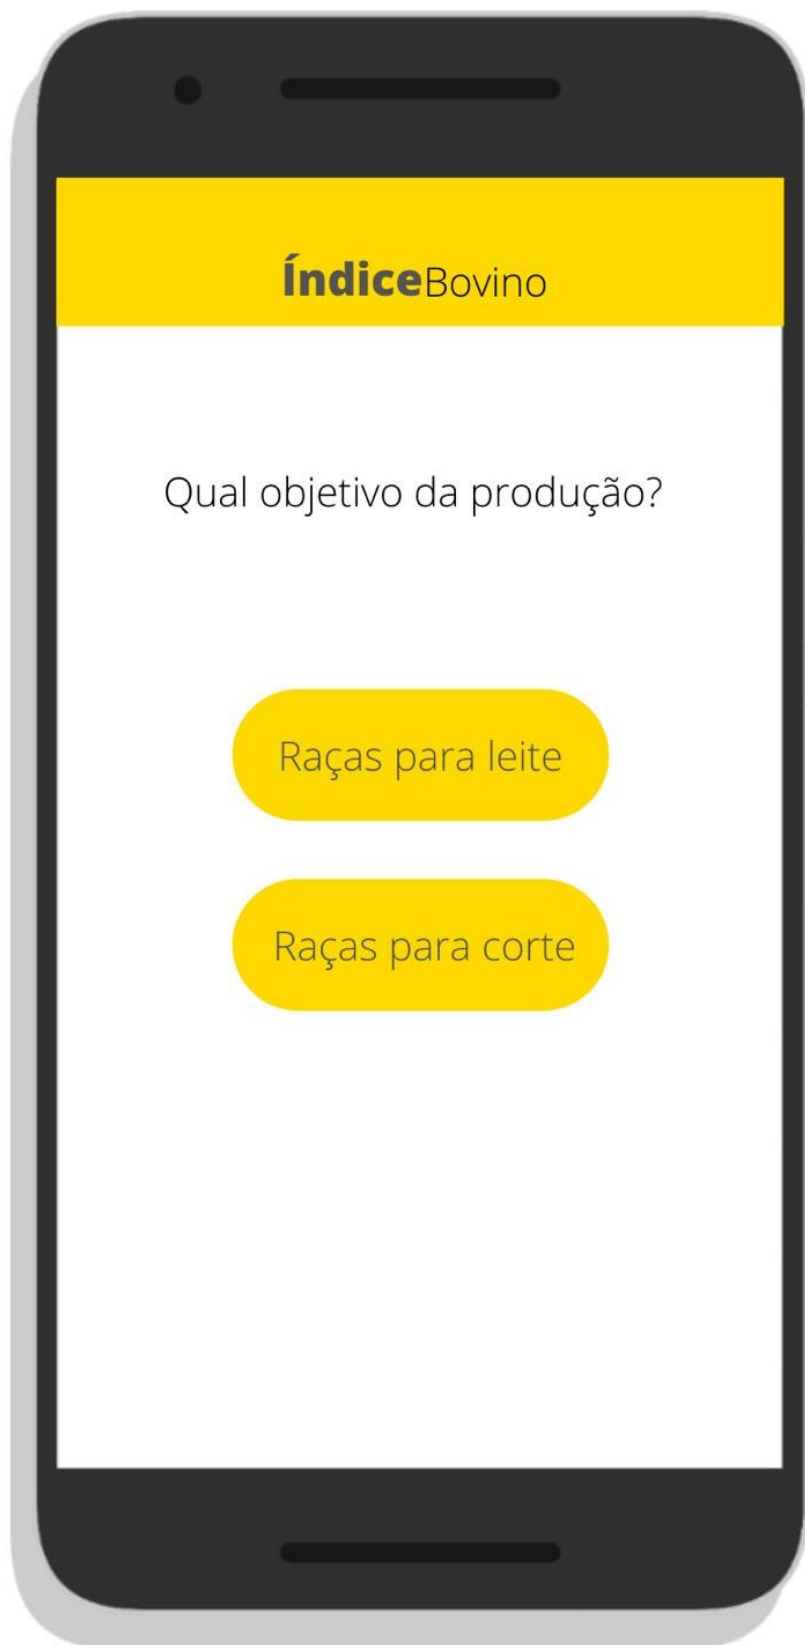 ÍndiceBovino
Qual objetivo da produção?
Raças para leite
Raças para corte